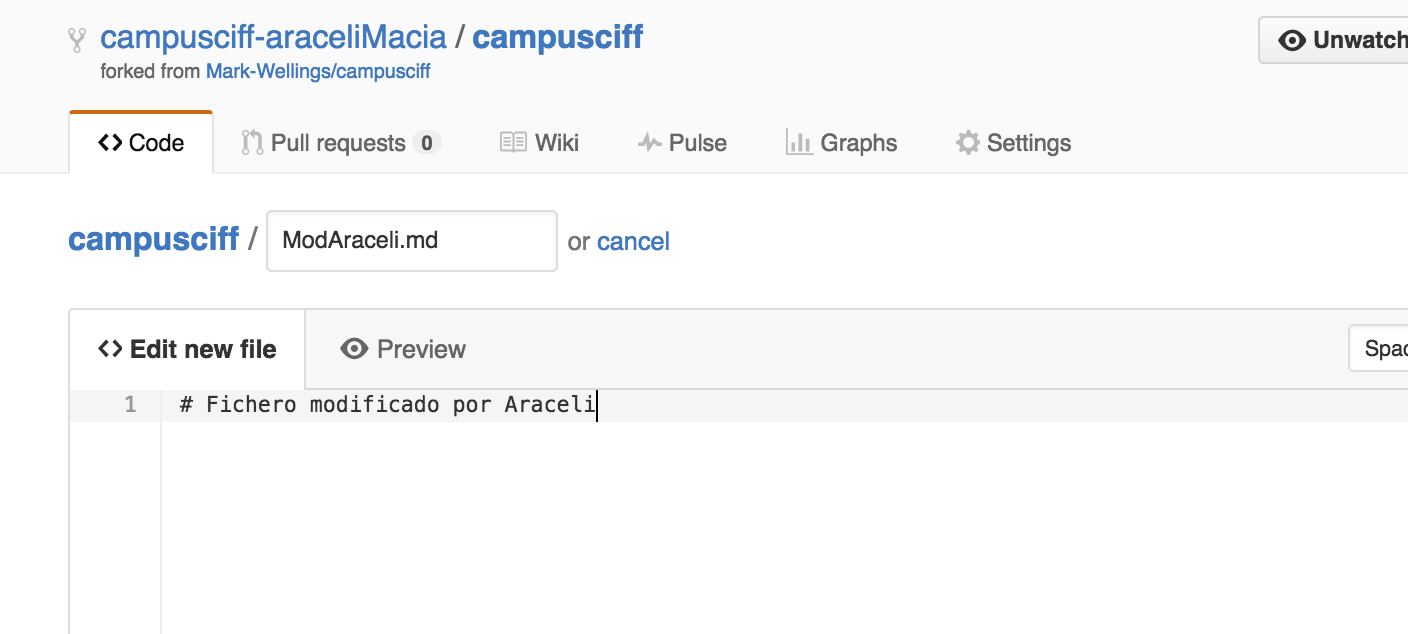 campusciff-araceliMacia / campusciff
Unwatch
forked from Mark-Wellings/campusciff
Code Pull requests 0 Wiki Pulse Graphs Settings
campusciff / ModAraceli.md or cancel
Edit new file Preview Spac
1 # Fichero modificado por Araceli